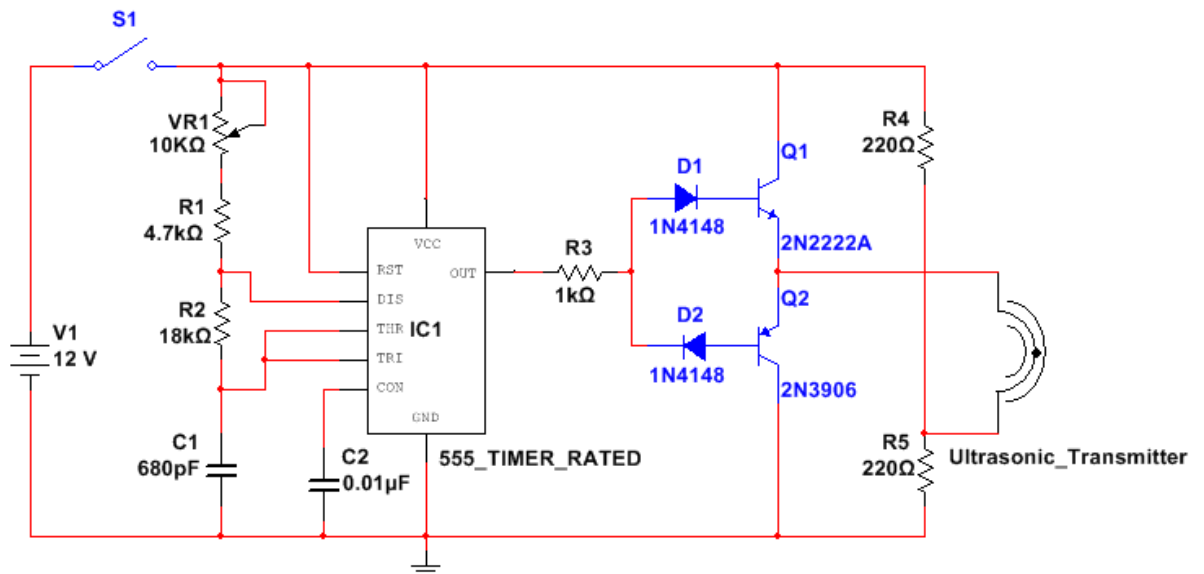 S1
VR1
10KΩ
R1
4.7kΩ
R2
18kΩ
V1
12 V
C1
680pF
C2
0.01µF
VCC
RST
OUT
DIS
THR
IC1
TRI
CON
GND
555_TIMER_RATED
R3
1kΩ
D1
1N4148
D2
1N4148
Q1
2N2222A
Q2
2N3906
R4
220Ω
R5
220Ω
Ultrasonic_Transmitter